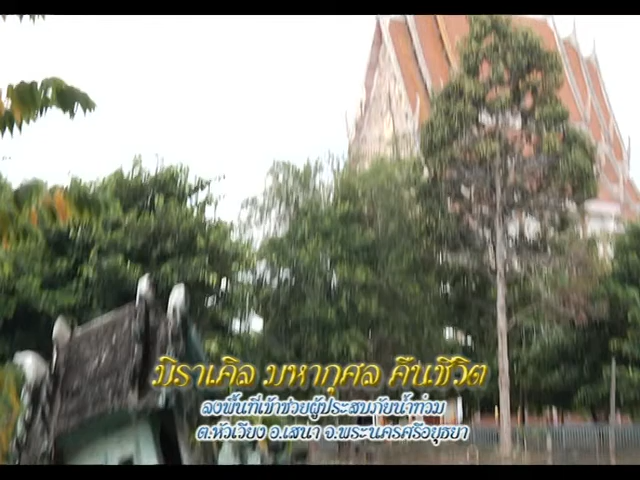 มิราเคิล มหากุศล คืนชีวิต
ลงพื้นที่เข้าช่วยผู้ประสบภัยน้ำท่วม
ต.หัวเวียง อ.เสนา จ.พระนครศรีอยุธยา